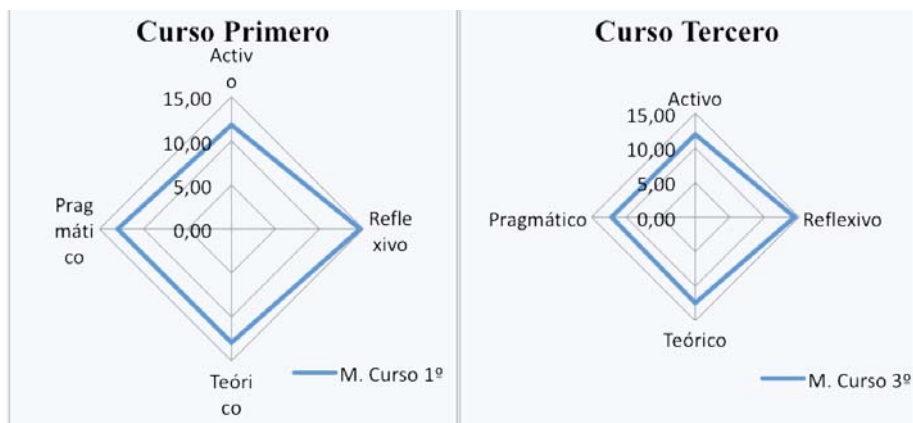 Curso Primero
Activ
o
15,00
10,00
5,00
0,00
Prag
máti
co
Refle
xivo
Teóri
co
M. Curso 1º
Curso Tercero
Activo
15,00
10,00
5,00
0,00
Pragmático
Reflexivo
Teórico
M. Curso 3º